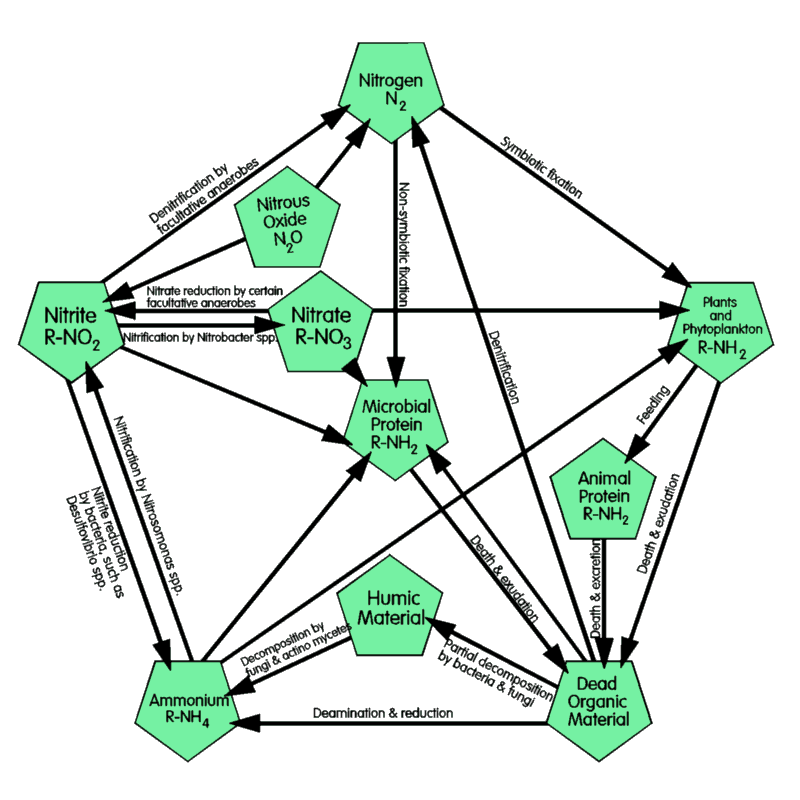 Nitrogen
N2
Symbiotic fixation
Denitrification by
facultative anaerobes
Nitrous
Oxide
N2O
Non-symbiotic fixation
Nitrite
R-NO2
Nitrate reduction by certain
facultative anaerobes
Nitrification by Nitrobacter spp.
Nitrate
R-NO3
Plants
and
Phytoplankton
R-NH2
Denitrification
Microbial
Protein
R-NH2
Feeding
Animal
Protein
R-NH2
Nitrification by Nitrosomonas spp.
Nitrite reduction
by bacteria, such as
Desulfovibrio spp.
Death & exudation
Death & exudation
Death & excretion
Humic
Material
Decomposition by
fungi & actino mycetes
Partial decomposition
by bacteria & fungi
Ammonium
R-NH4
Deamination & reduction
Dead
Organic
Material